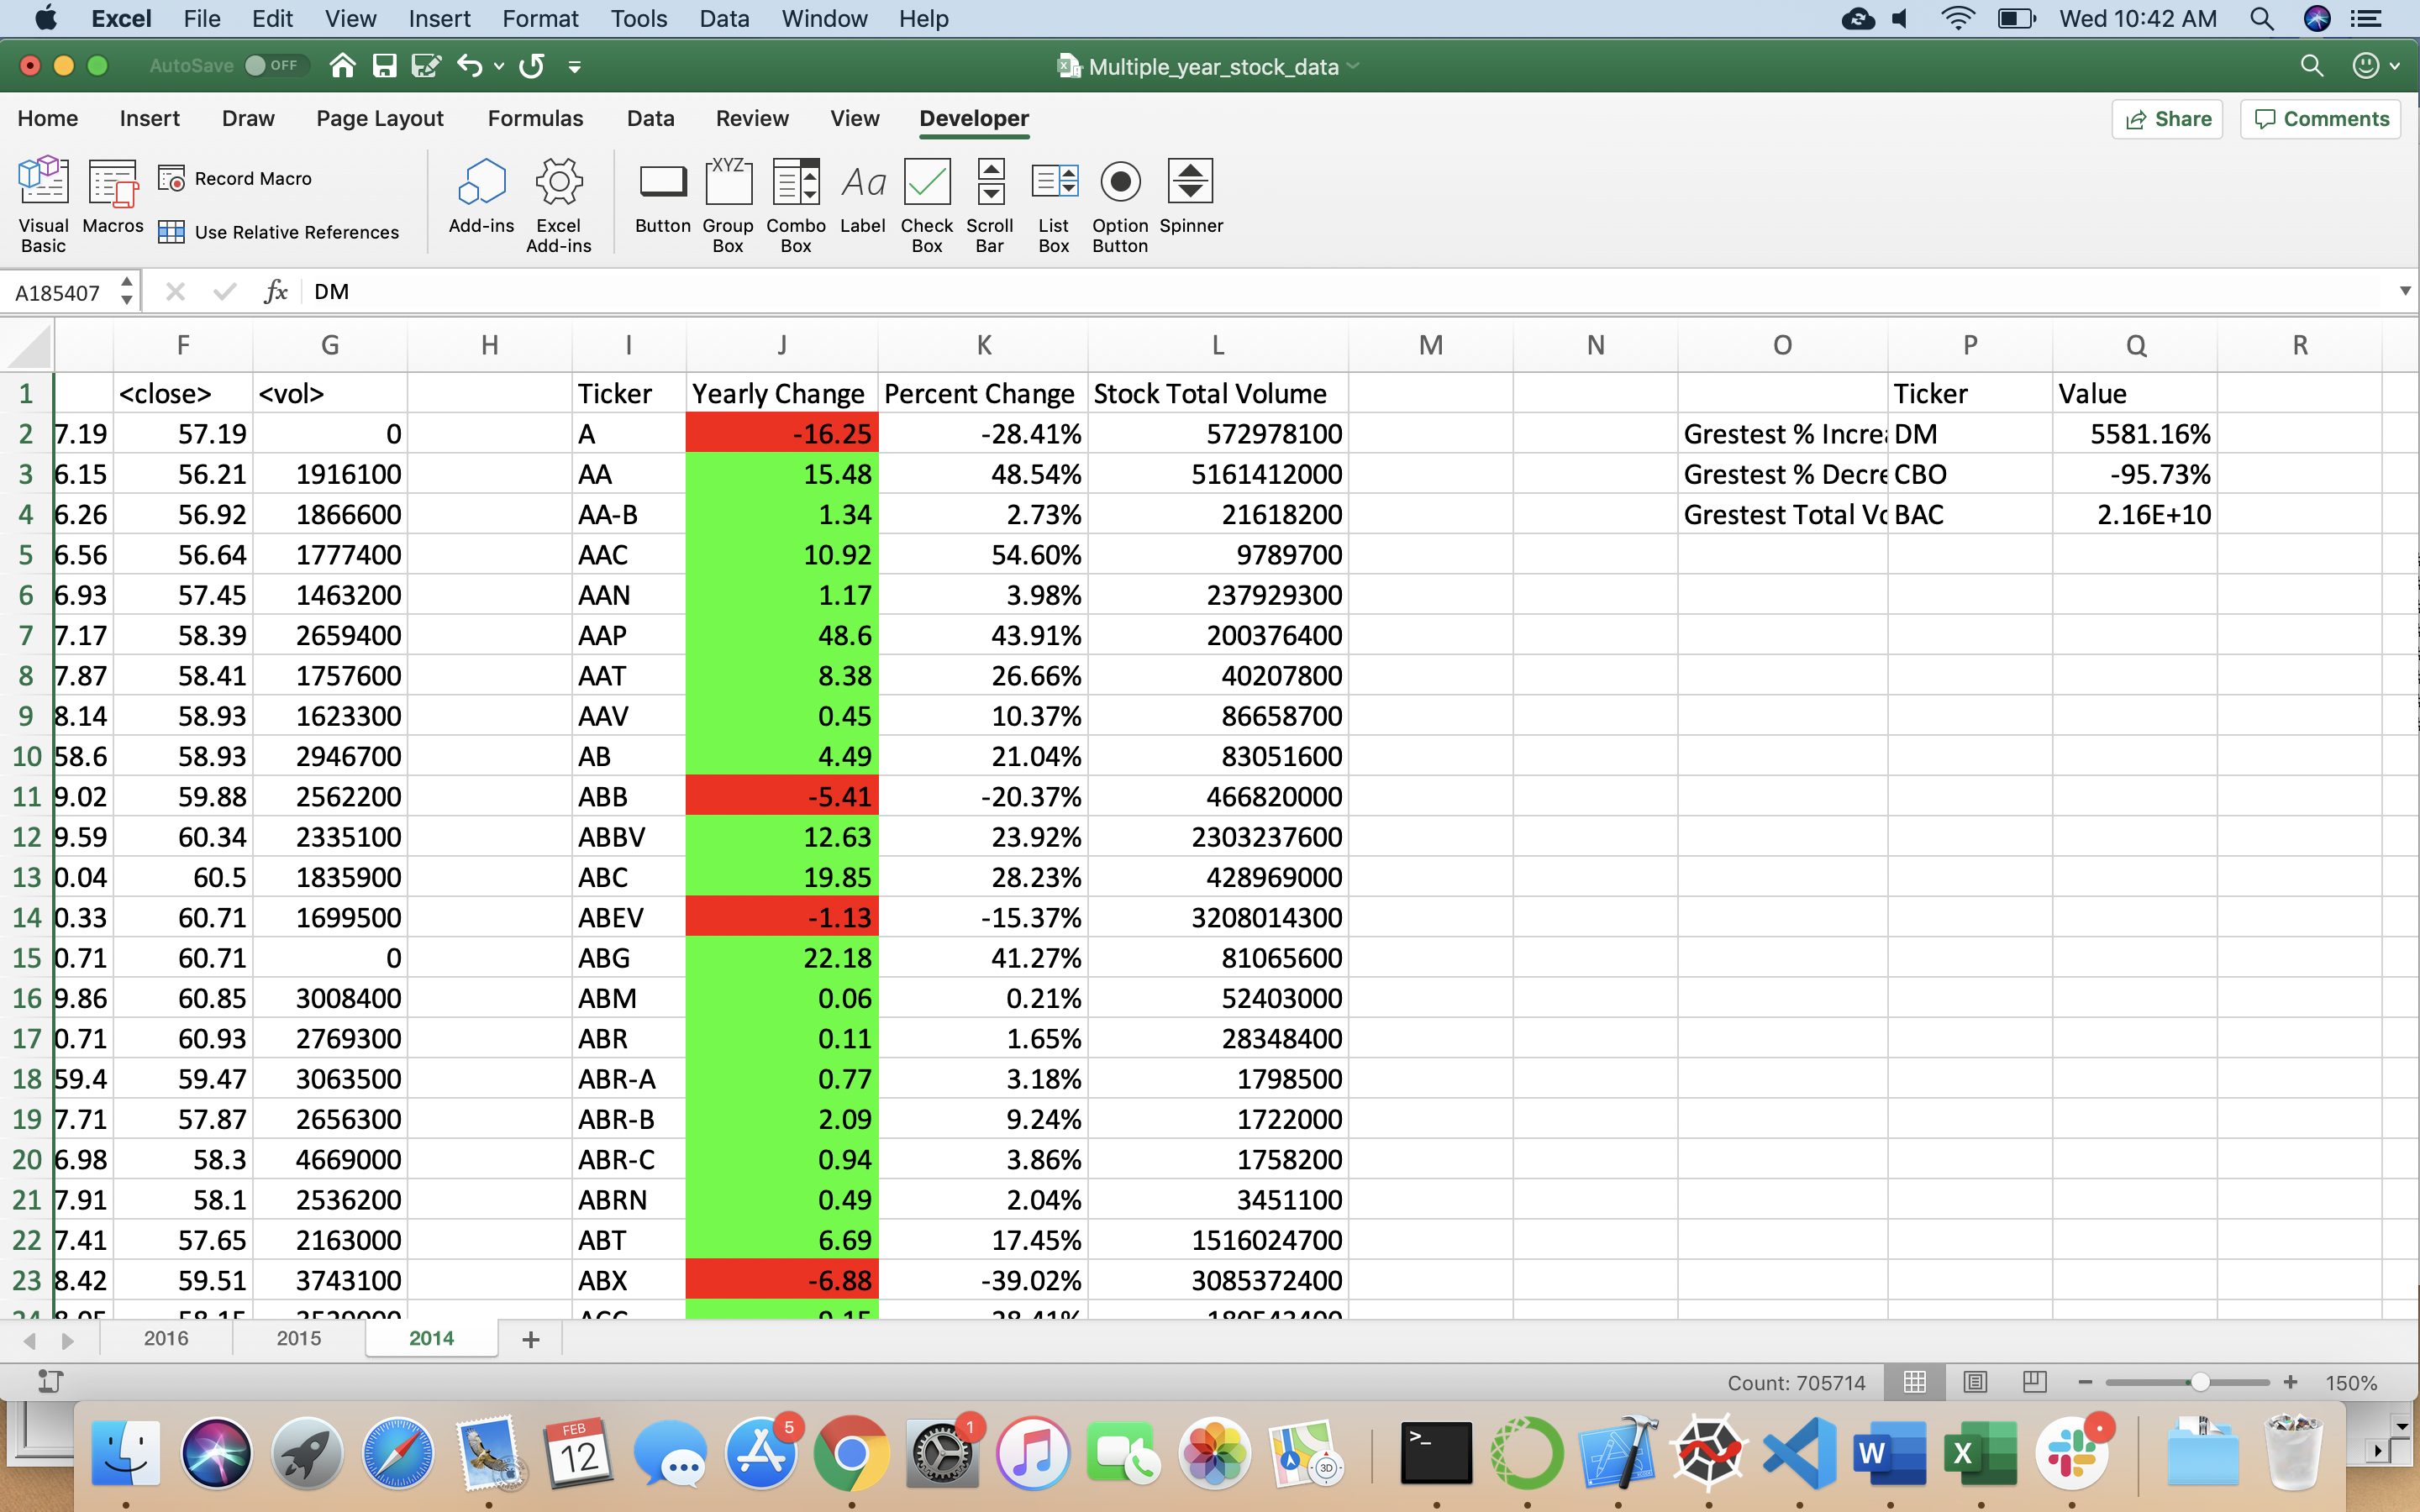 Excel File Edit View Insert Format Tools Data Window Help Wed 10:42 AM
AutoSave OFF Multiple_year_stock_data
Home Insert Draw Page Layout Formulas Data Review View Developer Share Comments
Visual Basic Macros Record Macro Use Relative References Add-ins Excel Add-ins Button XYZ Group Box Combo Box Aa Label Check Box Scroll Bar List Box Option Button Spinner
A185407 fx DM
F G H I J K L M N O P Q R
1 <close> <vol> Ticker Yearly Change Percent Change Stock Total Volume Ticker Value
2 7.19 57.19 0 A -16.25 -28.41% 572978100 Grestest % Increa DM 5581.16%
3 6.15 56.21 1916100 AA 15.48 48.54% 5161412000 Grestest % Decre CBO -95.73%
4 6.26 56.92 1866600 AA-B 1.34 2.73% 21618200 Grestest Total Vo BAC 2.16E+10
5 6.56 56.64 1777400 AAC 10.92 54.60% 9789700
6 6.93 57.45 1463200 AAN 1.17 3.98% 237929300
7 7.17 58.39 2659400 AAP 48.6 43.91% 200376400
8 7.87 58.41 1757600 AAT 8.38 26.66% 40207800
9 8.14 58.93 1623300 AAV 0.45 10.37% 86658700
10 58.6 58.93 2946700 AB 4.49 21.04% 83051600
11 9.02 59.88 2562200 ABB -5.41 -20.37% 466820000
12 9.59 60.34 2335100 ABBV 12.63 23.92% 2303237600
13 0.04 60.5 1835900 ABC 19.85 28.23% 428969000
14 0.33 60.71 1699500 ABEV -1.13 -15.37% 3208014300
15 0.71 60.71 0 ABG 22.18 41.27% 81065600
16 9.86 60.85 3008400 ABM 0.06 0.21% 52403000
17 0.71 60.93 2769300 ABR 0.11 1.65% 28348400
18 59.4 59.47 3063500 ABR-A 0.77 3.18% 1798500
19 7.71 57.87 2656300 ABR-B 2.09 9.24% 1722000
20 6.98 58.3 4669000 ABR-C 0.94 3.86% 1758200
21 7.91 58.1 2536200 ABRN 0.49 2.04% 3451100
22 7.41 57.65 2163000 ABT 6.69 17.45% 1516024700
23 8.42 59.51 3743100 ABX -6.88 -39.02% 3085372400
2016 2015 2014 +
Count: 705714 150%
FEB 12 5 1 3D >_ W X